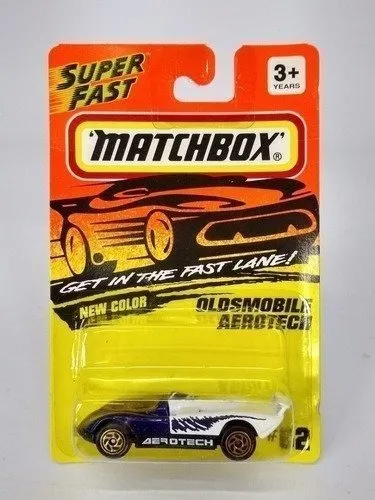 SUPER
FAST
3+
YEARS
'MATCHBOX'®
GET IN THE FAST LANE!
NEW COLOR
OLDSMOBILE
AEROTECH
AEROTECH